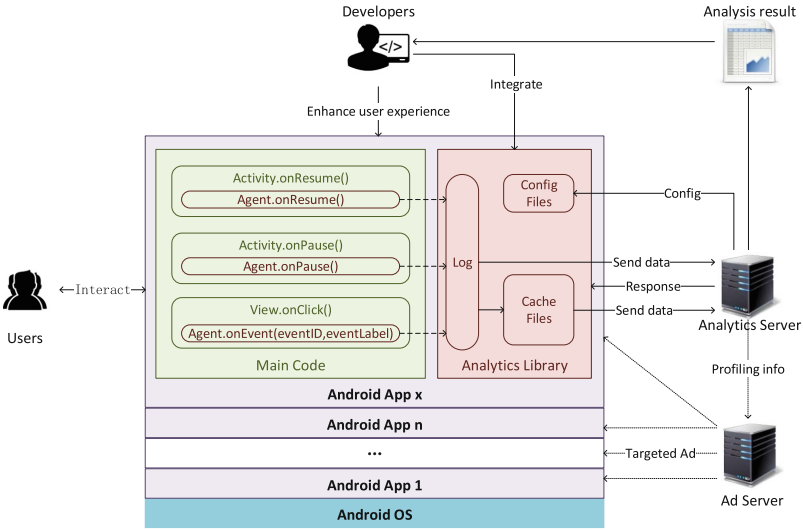 Developers
Analysis result
Integrate
Enhance user experience
Activity.onResume()
Agent.onResume()
Activity.onPause()
Agent.onPause()
View.onClick()
Agent.onEvent(eventID,eventLabel)
Main Code
Log
Config
Files
Cache
Files
Analytics Library
Config
Send data
Response
Send data
Analytics Server
Interact
Users
Profiling info
Android App x
Android App n
...
Android App 1
Android OS
Targeted Ad
Ad Server